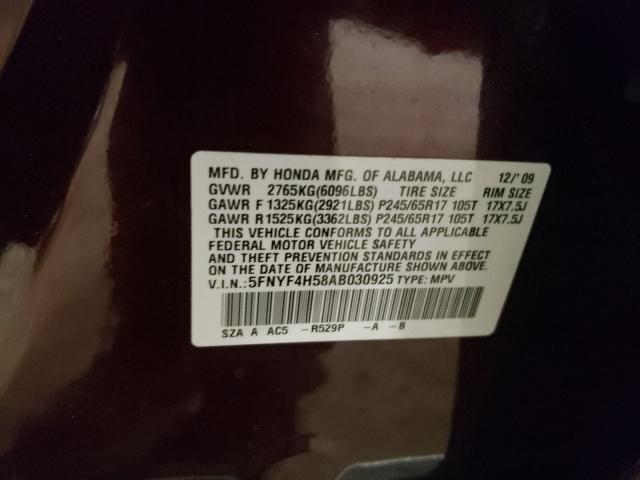 MFD. BY HONDA MFG. OF ALABAMA, LLC 12/'09
GVWR 2765KG(6096LBS) TIRE SIZE RIM SIZE
GAWR F 1325KG(2921LBS) P245/65R17 105T 17X7.5J
GAWR R1525KG(3362LBS) P245/65R17 105T 17X7.5J
THIS VEHICLE CONFORMS TO ALL APPLICABLE
FEDERAL MOTOR VEHICLE SAFETY
AND THEFT PREVENTION STANDARDS IN EFFECT
ON THE DATE OF MANUFACTURE SHOWN ABOVE.
V.I.N.: 5FNYF4H58AB030925 TYPE: MPV
SZA A AC5 -R529P -A -B